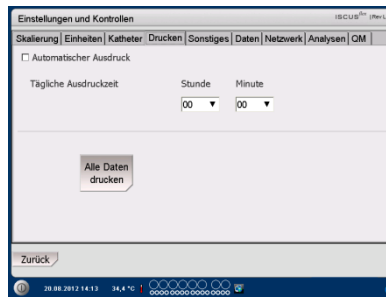 Einstellungen und Kontrollen ISCUSflex
Skalierung Einheiten Katheter Drucken Sonstiges Daten Netzwerk Analysen QM
Automatischer Ausdruck
Tägliche Ausdruckzeit Stunde Minute
00 00
Alle Daten
drucken
Zurück
20.08.2012 14:13 34,4 °C